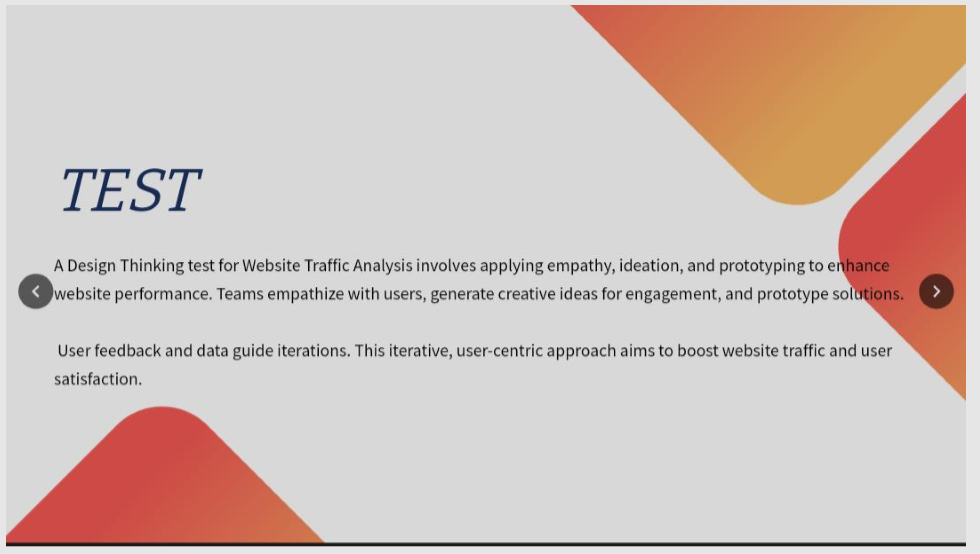 TEST
A Design Thinking test for Website Traffic Analysis involves applying empathy, ideation, and prototyping to enhance
website performance. Teams empathize with users, generate creative ideas for engagement, and prototype solutions.
User feedback and data guide iterations. This iterative, user-centric approach aims to boost website traffic and user
satisfaction.